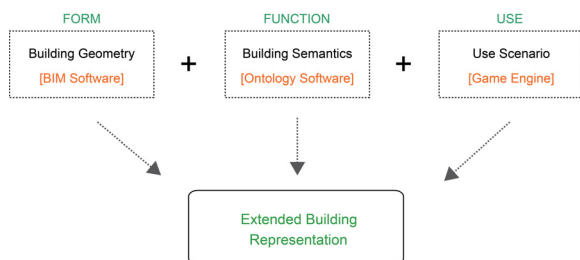 FORM
FUNCTION
USE
Building Geometry
[BIM Software]
+
Building Semantics
[Ontology Software]
+
Use Scenario
[Game Engine]
Extended Building
Representation